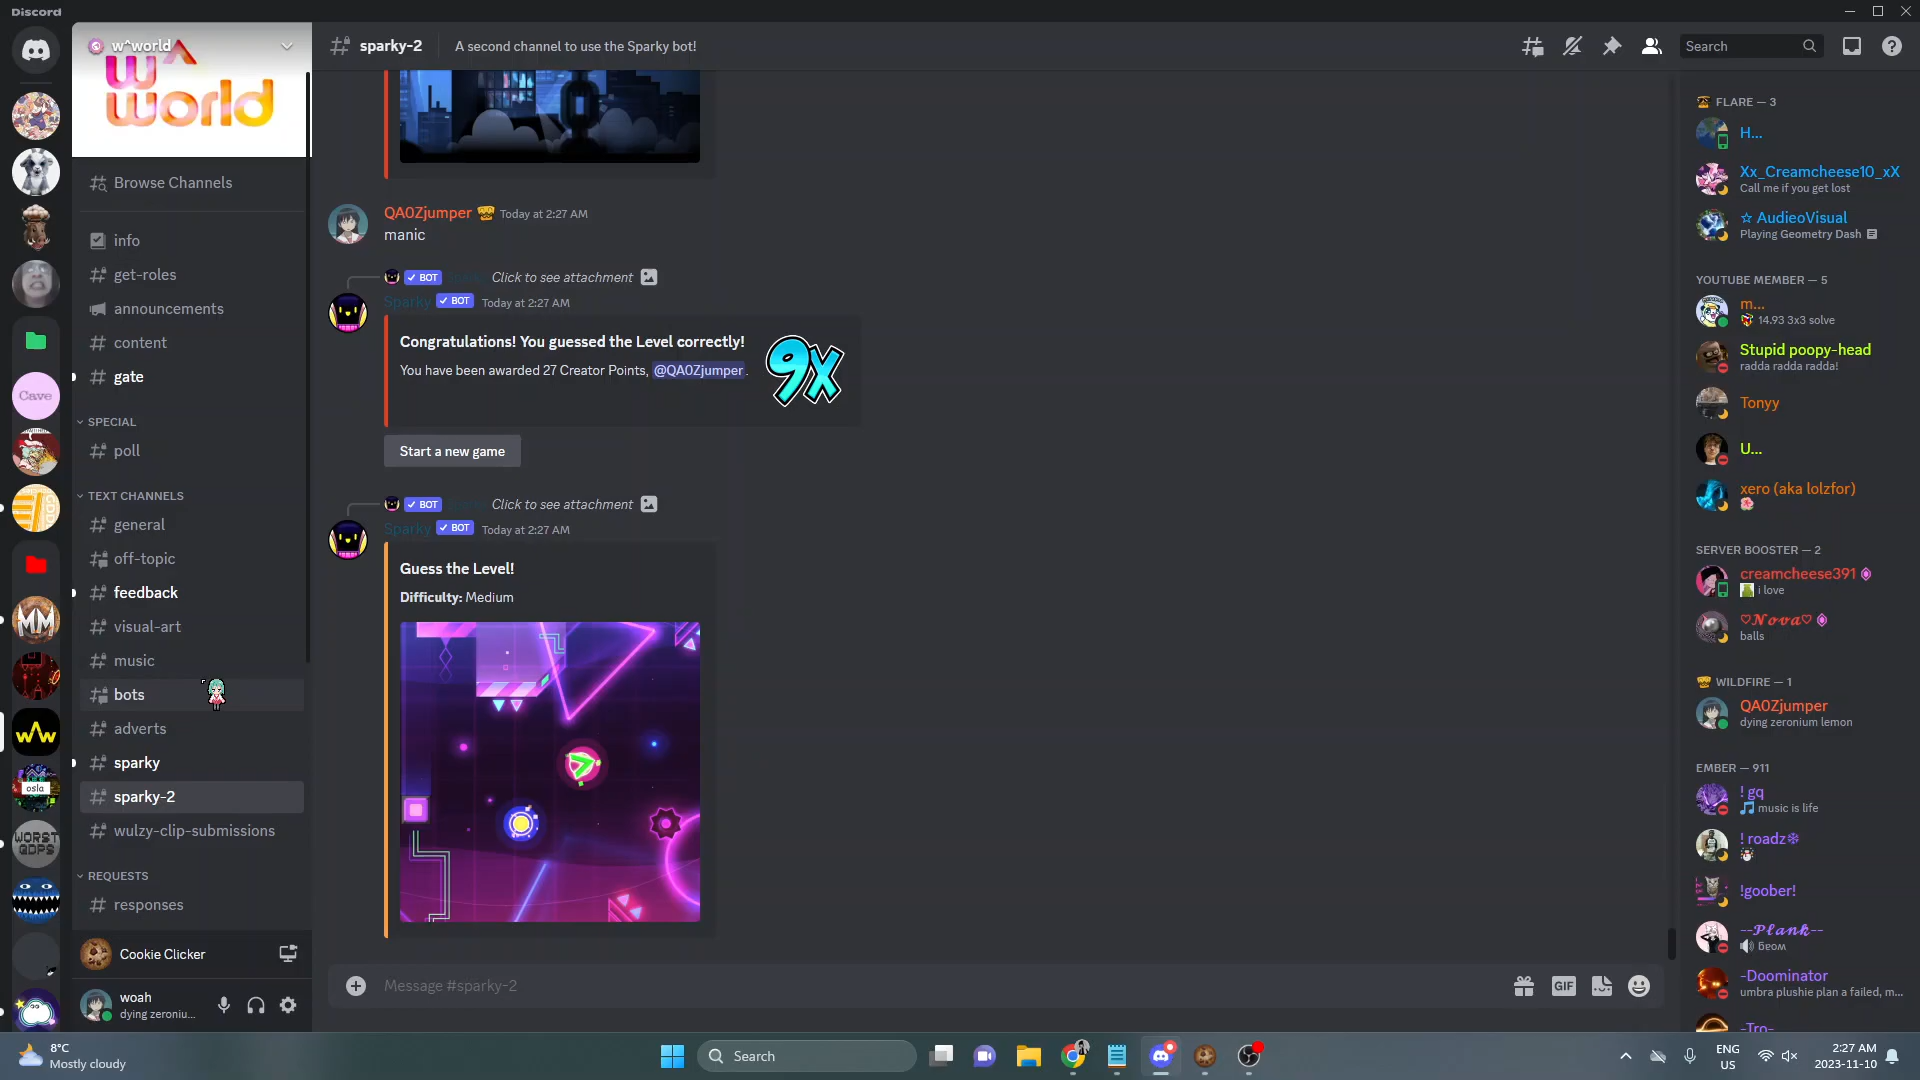 Discord
w^world
w^
world
Browse Channels
info
get-roles
announcements
content
gate
SPECIAL
poll
TEXT CHANNELS
general
off-topic
feedback
visual-art
music
bots
adverts
sparky
sparky-2
wulzy-clip-submissions
REQUESTS
responses
Cookie Clicker
woah
dying zeroniu...
Cave
MM
osla
WORST
GDPS
sparky-2
A second channel to use the Sparky bot!
Search
QA0Zjumper Today at 2:27 AM
manic
BOT Click to see attachment
Sparky BOT Today at 2:27 AM
Congratulations! You guessed the Level correctly!
You have been awarded 27 Creator Points, @QA0Zjumper.
9X
Start a new game
BOT Click to see attachment
Sparky BOT Today at 2:27 AM
Guess the Level!
Difficulty: Medium
Message #sparky-2
GIF
FLARE — 3
H...
Xx_Creamcheese10_xX
Call me if you get lost
☆ AudieoVisual
Playing Geometry Dash
YOUTUBE MEMBER — 5
m...
14.93 3x3 solve
Stupid poopy-head
radda radda radda!
Tonyy
U...
xero (aka lolzfor)
SERVER BOOSTER — 2
creamcheese391
i love
♡𝓝𝓸𝓿𝓪♡
balls
WILDFIRE — 1
QA0Zjumper
dying zeronium lemon
EMBER — 911
! gq
music is life
! roadz❄
!goober!
--𝓟𝓵𝓪𝓷𝓴--
беом
-Doominator
umbra plushie plan a failed, m...
-Tro-
8°C
Mostly cloudy
Search
ENG
US
2:27 AM
2023-11-10